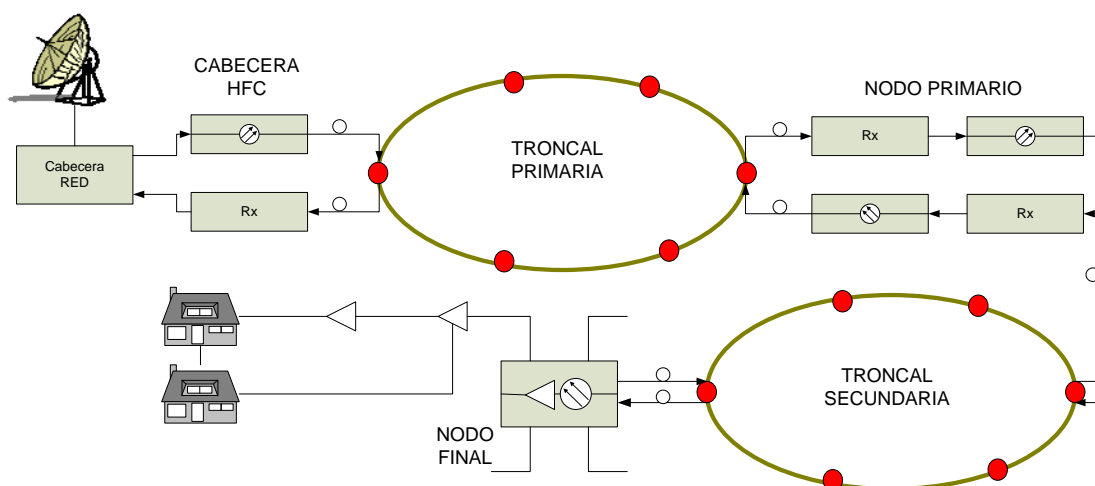 CABECERA
HFC
NODO PRIMARIO
Cabecera
RED
Rx
TRONCAL
PRIMARIA
Rx
Rx
TRONCAL
SECUNDARIA
NODO
FINAL